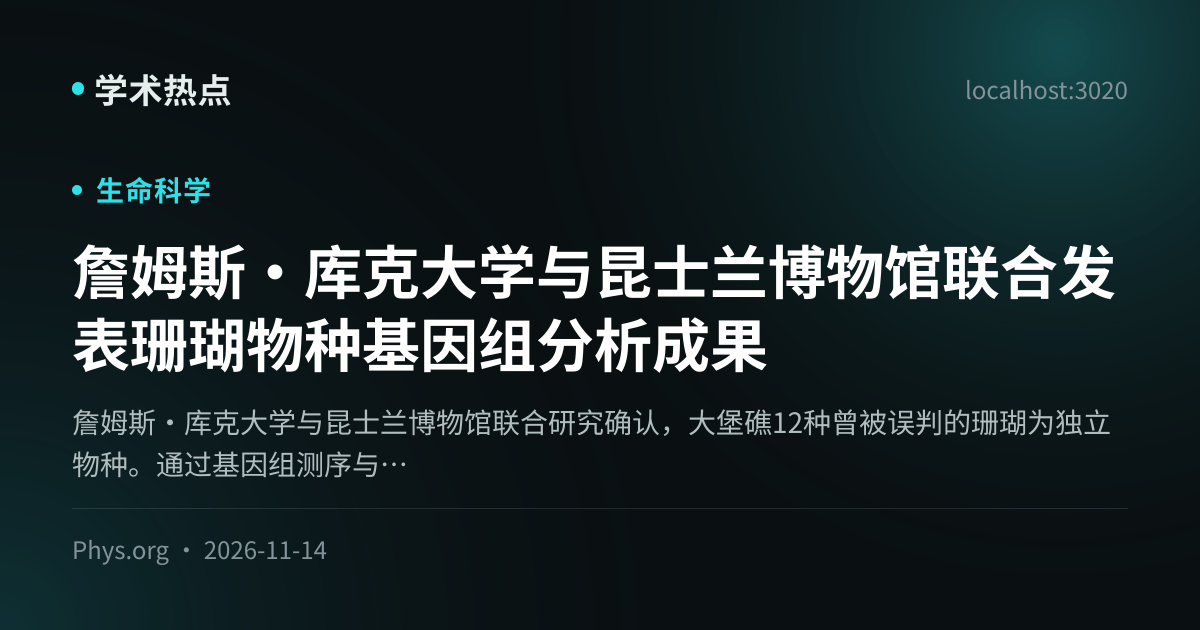 学术热点
localhost:3020
生命科学
詹姆斯・库克大学与昆士兰博物馆联合发
表珊瑚物种基因组分析成果
詹姆斯・库克大学与昆士兰博物馆联合研究确认，大堡礁12种曾被误判的珊瑚为独立
物种。通过基因组测序与…
Phys.org • 2026-11-14